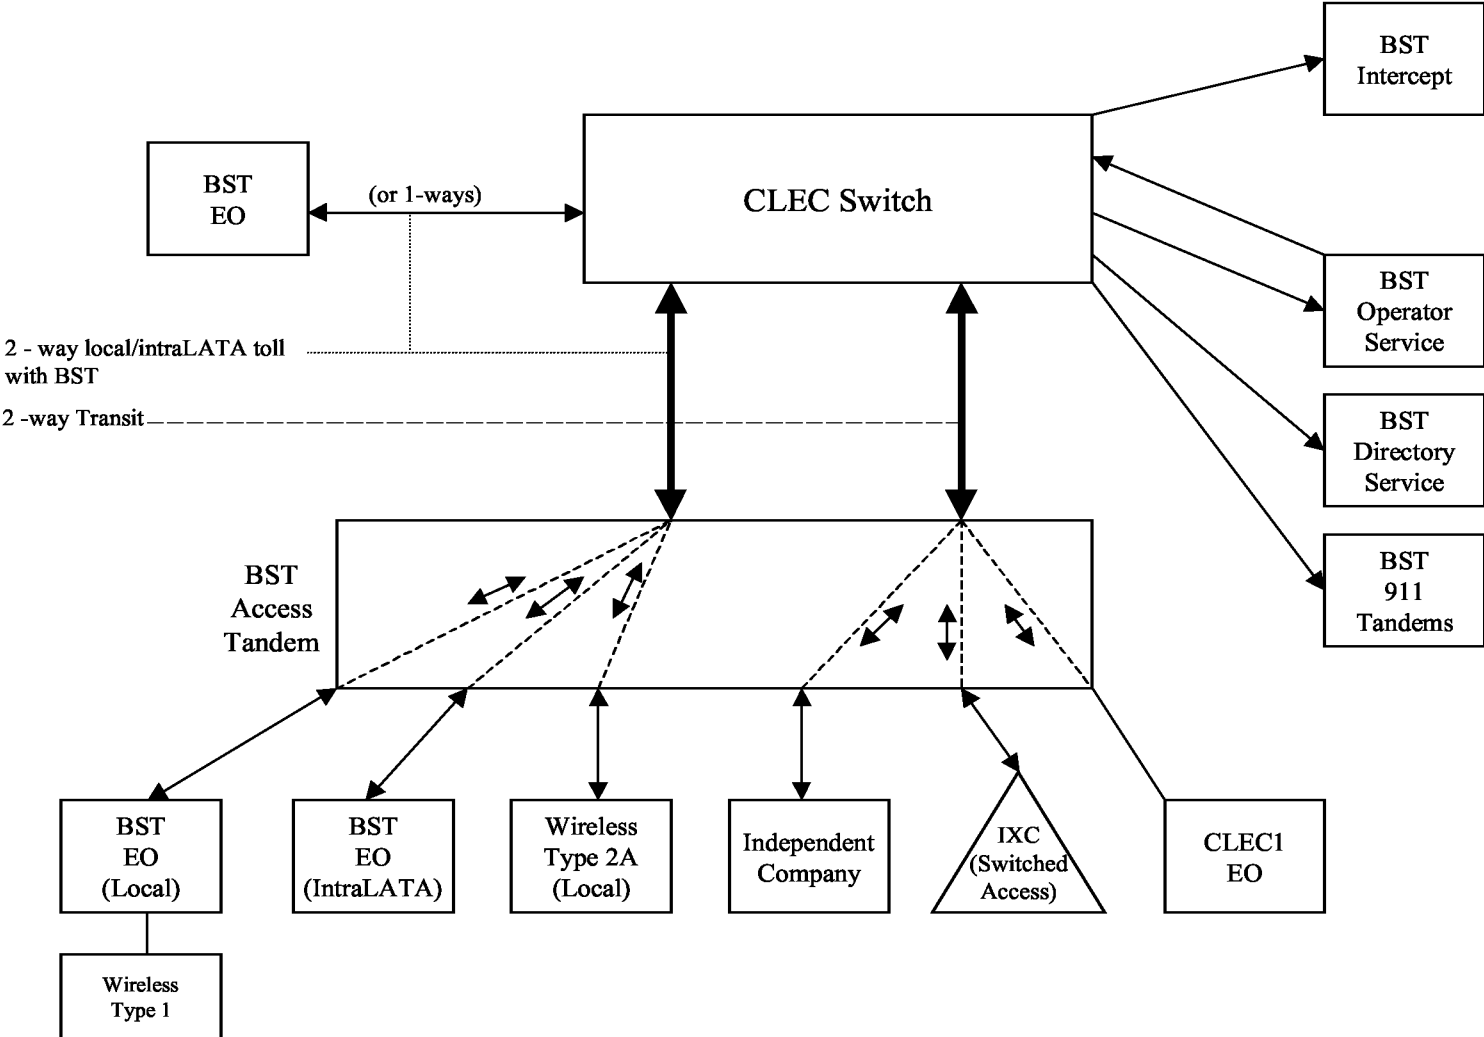 BST
Intercept
BST
EO
(or 1-ways)
CLEC Switch
BST
Operator
Service
2 - way local/intraLATA toll
with BST
2 -way Transit
BST
Directory
Service
BST
911
Tandems
BST
Access
Tandem
BST
EO
(Local)
BST
EO
(IntraLATA)
Wireless
Type 2A
(Local)
Independent
Company
IXC
(Switched
Access)
CLEC1
EO
Wireless
Type 1